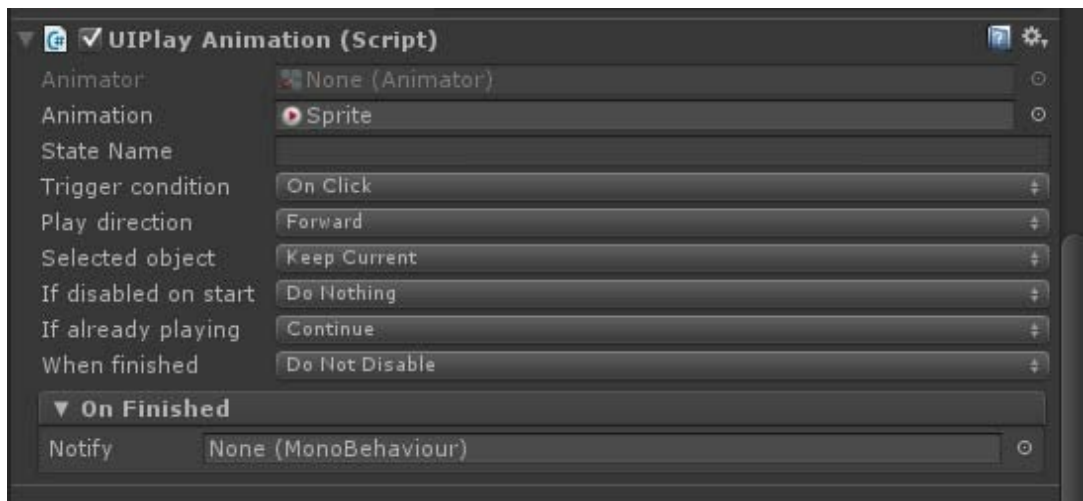 UIPlay Animation (Script)
Animator None (Animator)
Animation Sprite
State Name
Trigger condition On Click
Play direction Forward
Selected object Keep Current
If disabled on start Do Nothing
If already playing Continue
When finished Do Not Disable
On Finished
Notify None (MonoBehaviour)